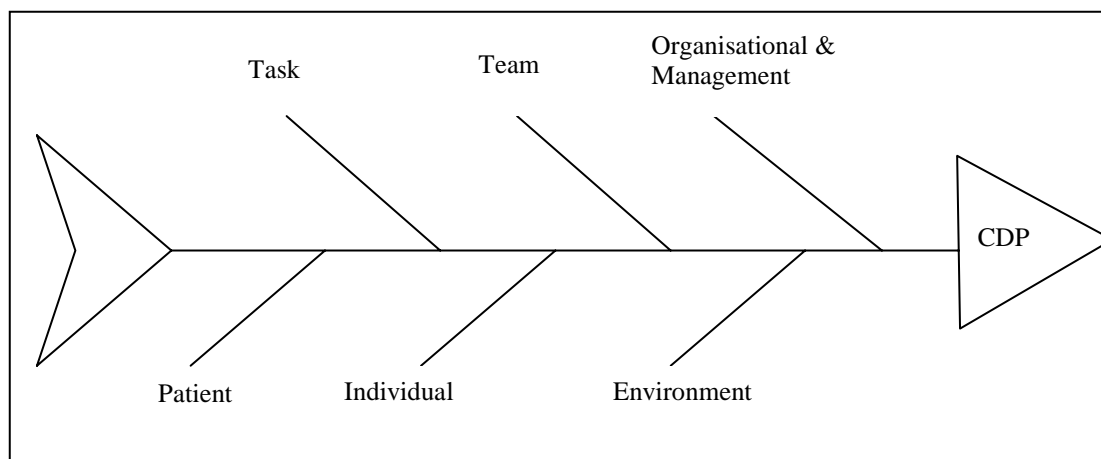 Task
Team
Organisational &
Management
CDP
Patient
Individual
Environment